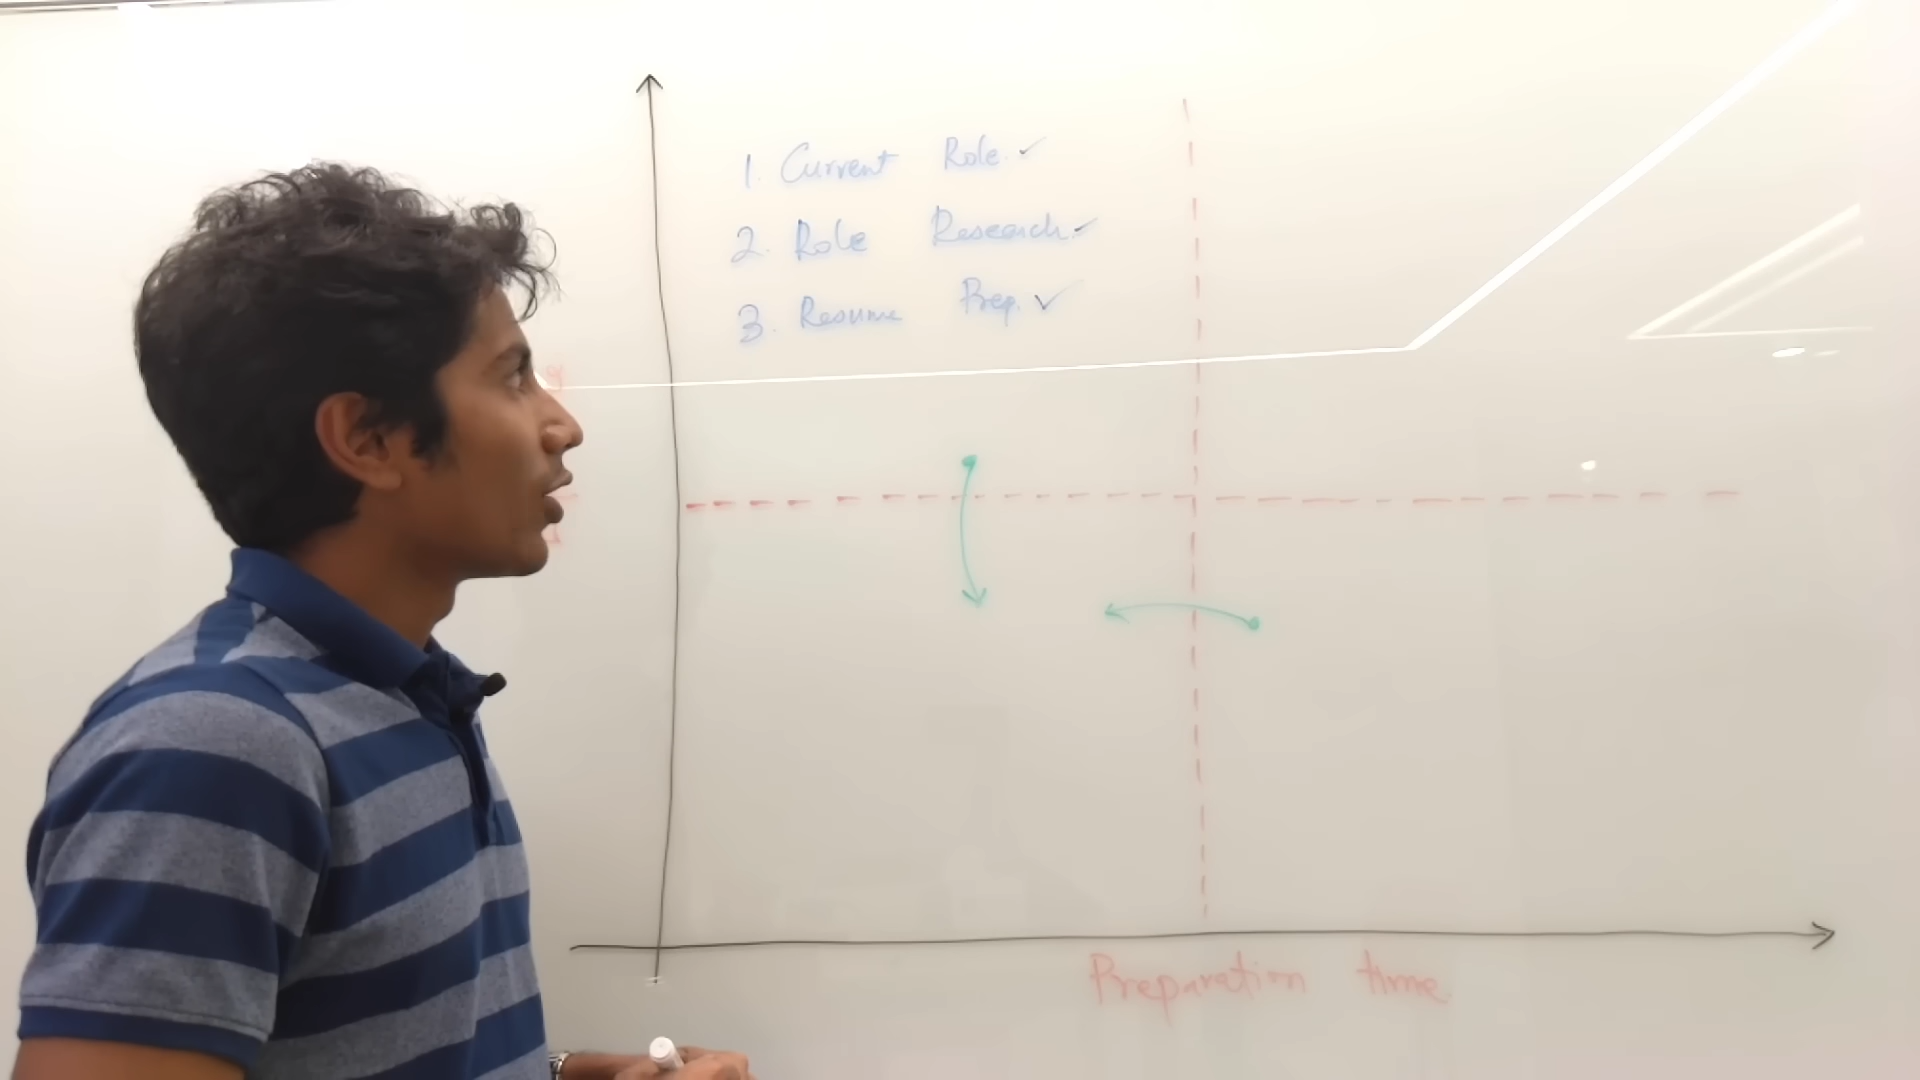 1. Current Role ✓
2. Role Research ✓
3. Resume Prep. ✓
Preparation time